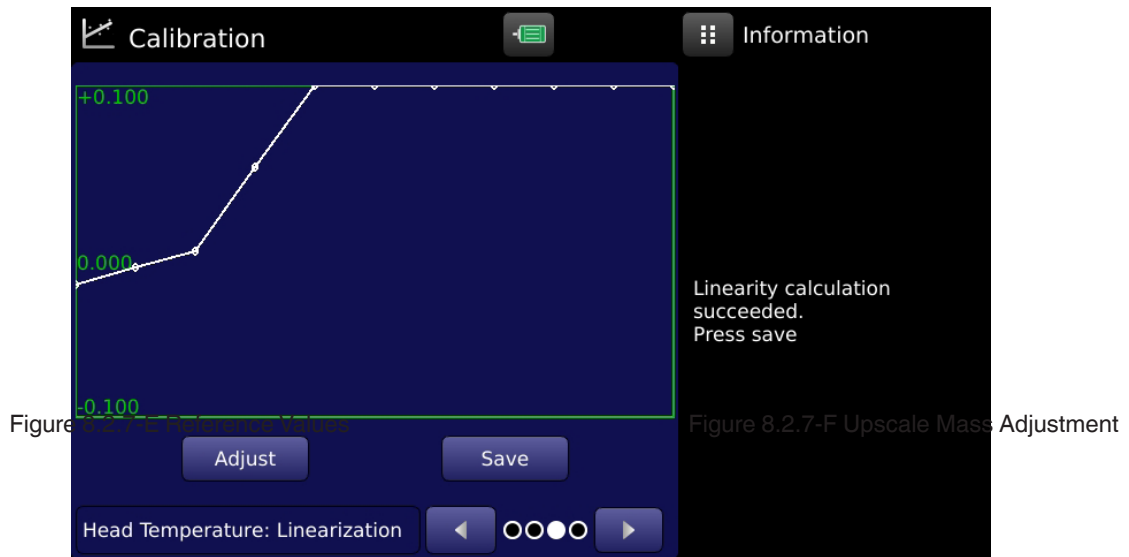 Calibration
Information
+0.100
0.000
-0.100
Linearity calculation
succeeded.
Press save
Figure 8.2.7-E Reference Values
Figure 8.2.7-F Upscale Mass Adjustment
Adjust
Save
Head Temperature: Linearization